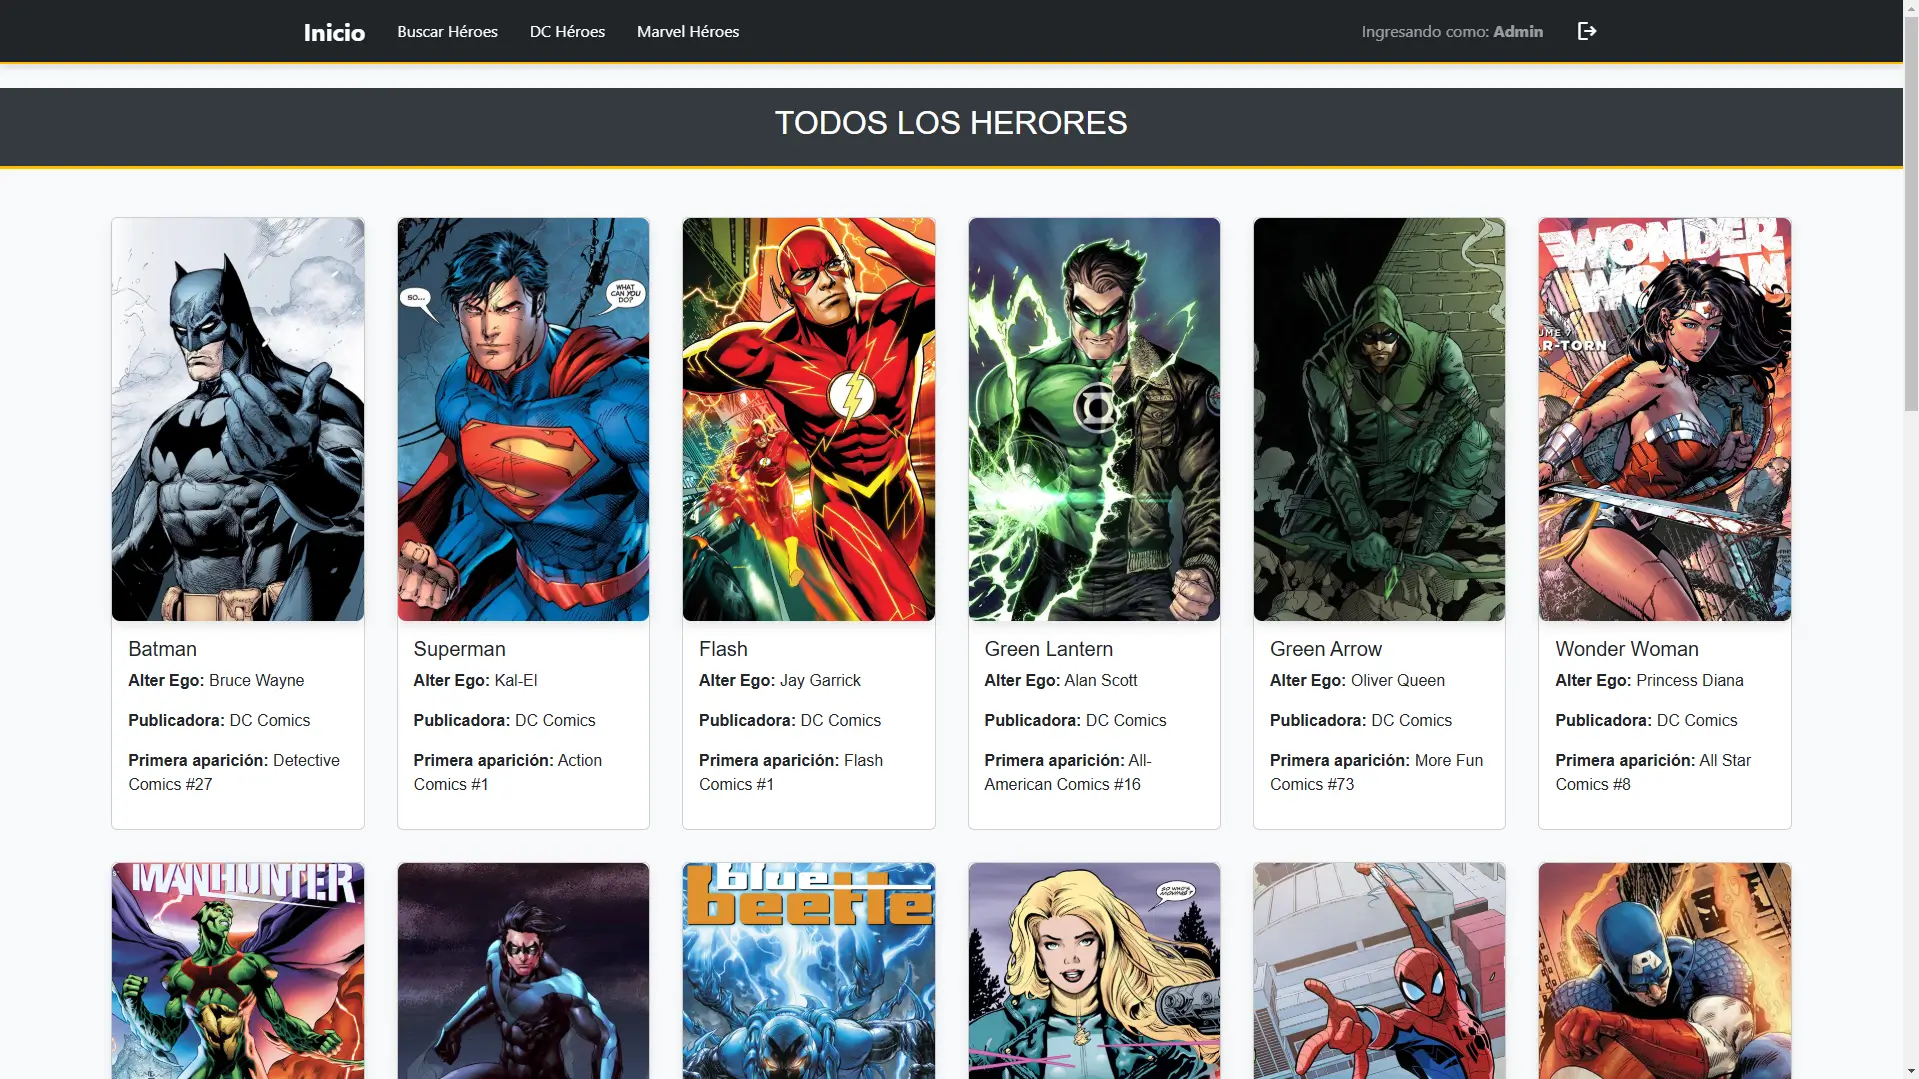 Inicio Buscar Héroes DC Héroes Marvel Héroes Ingresando como: Admin
TODOS LOS HERORES
SO...
WHAT
CAN YOU
DO?
WONDER
WOMAN
R-TORN
Batman
Alter Ego: Bruce Wayne
Publicadora: DC Comics
Primera aparición: Detective
Comics #27
Superman
Alter Ego: Kal-El
Publicadora: DC Comics
Primera aparición: Action
Comics #1
Flash
Alter Ego: Jay Garrick
Publicadora: DC Comics
Primera aparición: Flash
Comics #1
Green Lantern
Alter Ego: Alan Scott
Publicadora: DC Comics
Primera aparición: All-
American Comics #16
Green Arrow
Alter Ego: Oliver Queen
Publicadora: DC Comics
Primera aparición: More Fun
Comics #73
Wonder Woman
Alter Ego: Princess Diana
Publicadora: DC Comics
Primera aparición: All Star
Comics #8
MANHUNTER
blue
beetle
SO WHO'S
MOVING?